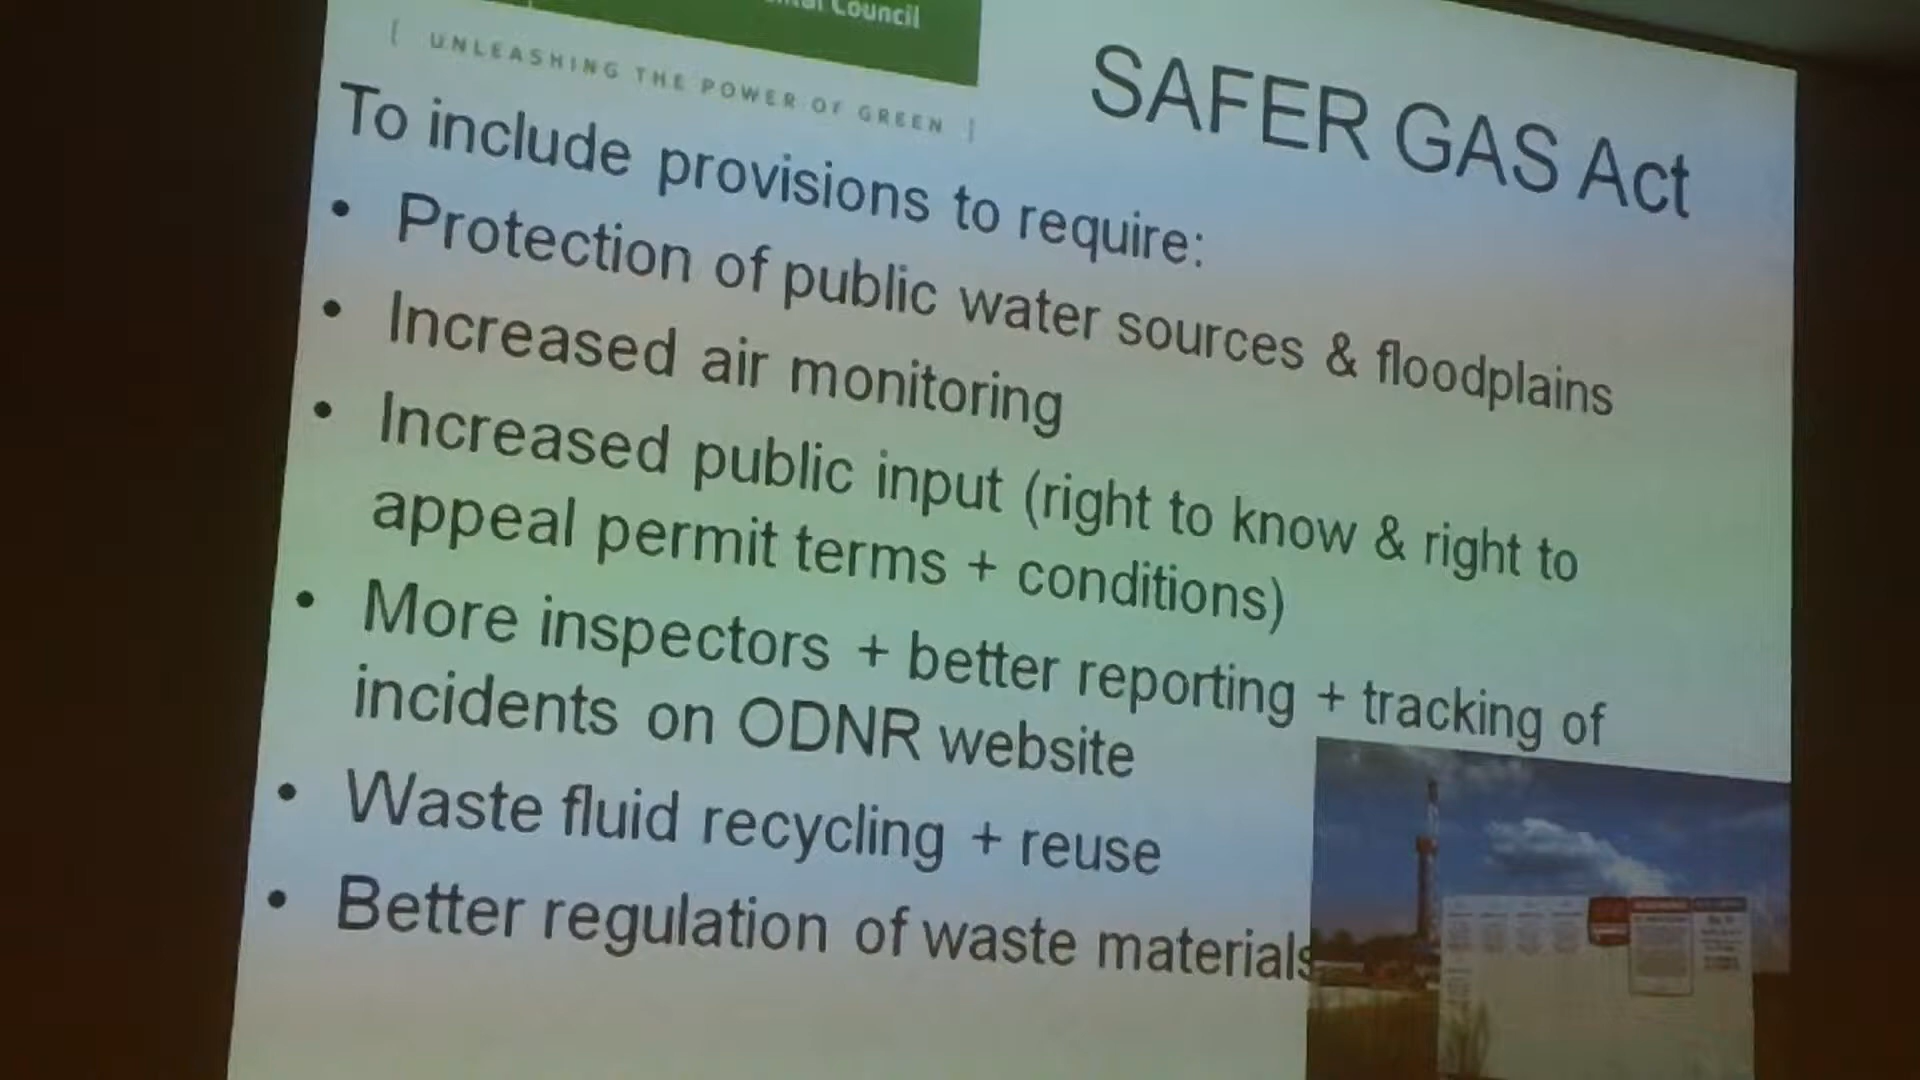 Council
[ UNLEASHING THE POWER OF GREEN ]
SAFER GAS Act
To include provisions to require:
• Protection of public water sources & floodplains
• Increased air monitoring
• Increased public input (right to know & right to
appeal permit terms + conditions)
• More inspectors + better reporting + tracking of
incidents on ODNR website
• Waste fluid recycling + reuse
• Better regulation of waste materials